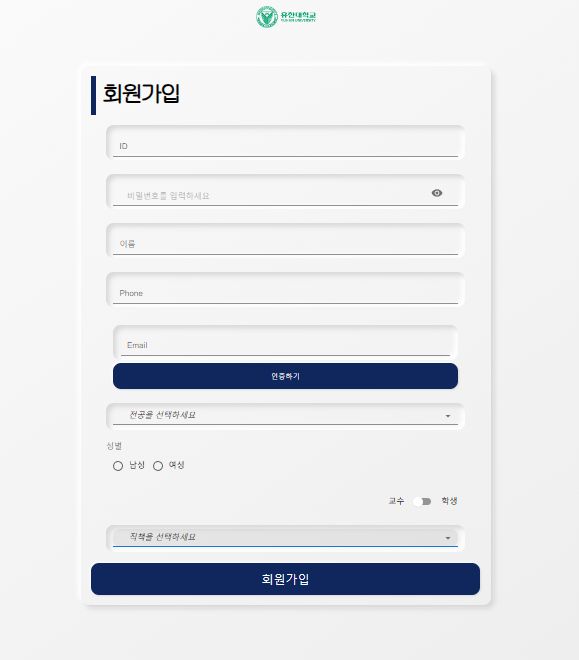 유한대학교
YUHAN UNIVERSITY
회원가입
ID
비밀번호를 입력하세요
이름
Phone
Email
인증하기
전공을 선택하세요
성별
남성 여성
교수 학생
직책을 선택하세요
회원가입